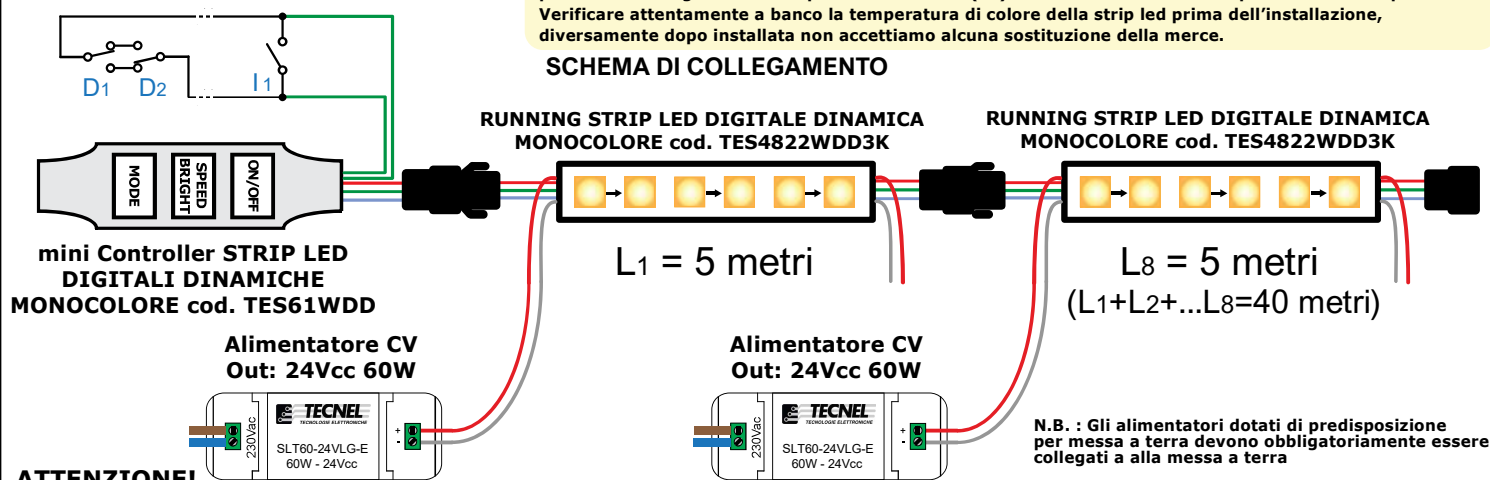 Verificare attentamente a banco la temperatura di colore della strip led prima dell'installazione,
diversamente dopo installata non accettiamo alcuna sostituzione della merce.
SCHEMA DI COLLEGAMENTO
D1 D2 I1
MODE
SPEED
BRIGHT
ON/OFF
mini Controller STRIP LED
DIGITALI DINAMICHE
MONOCOLORE cod. TES61WDD
RUNNING STRIP LED DIGITALE DINAMICA
MONOCOLORE cod. TES4822WDD3K
L1 = 5 metri
RUNNING STRIP LED DIGITALE DINAMICA
MONOCOLORE cod. TES4822WDD3K
L8 = 5 metri
(L1+L2+...L8=40 metri)
Alimentatore CV
Out: 24Vcc 60W
230Vac
TECNEL
TECNOLOGIE ELETTRONICHE
SLT60-24VLG-E
60W - 24Vcc
+
-
Alimentatore CV
Out: 24Vcc 60W
230Vac
TECNEL
TECNOLOGIE ELETTRONICHE
SLT60-24VLG-E
60W - 24Vcc
+
-
N.B. : Gli alimentatori dotati di predisposizione
per messa a terra devono obbligatoriamente essere
collegati a alla messa a terra
ATTENZIONE!